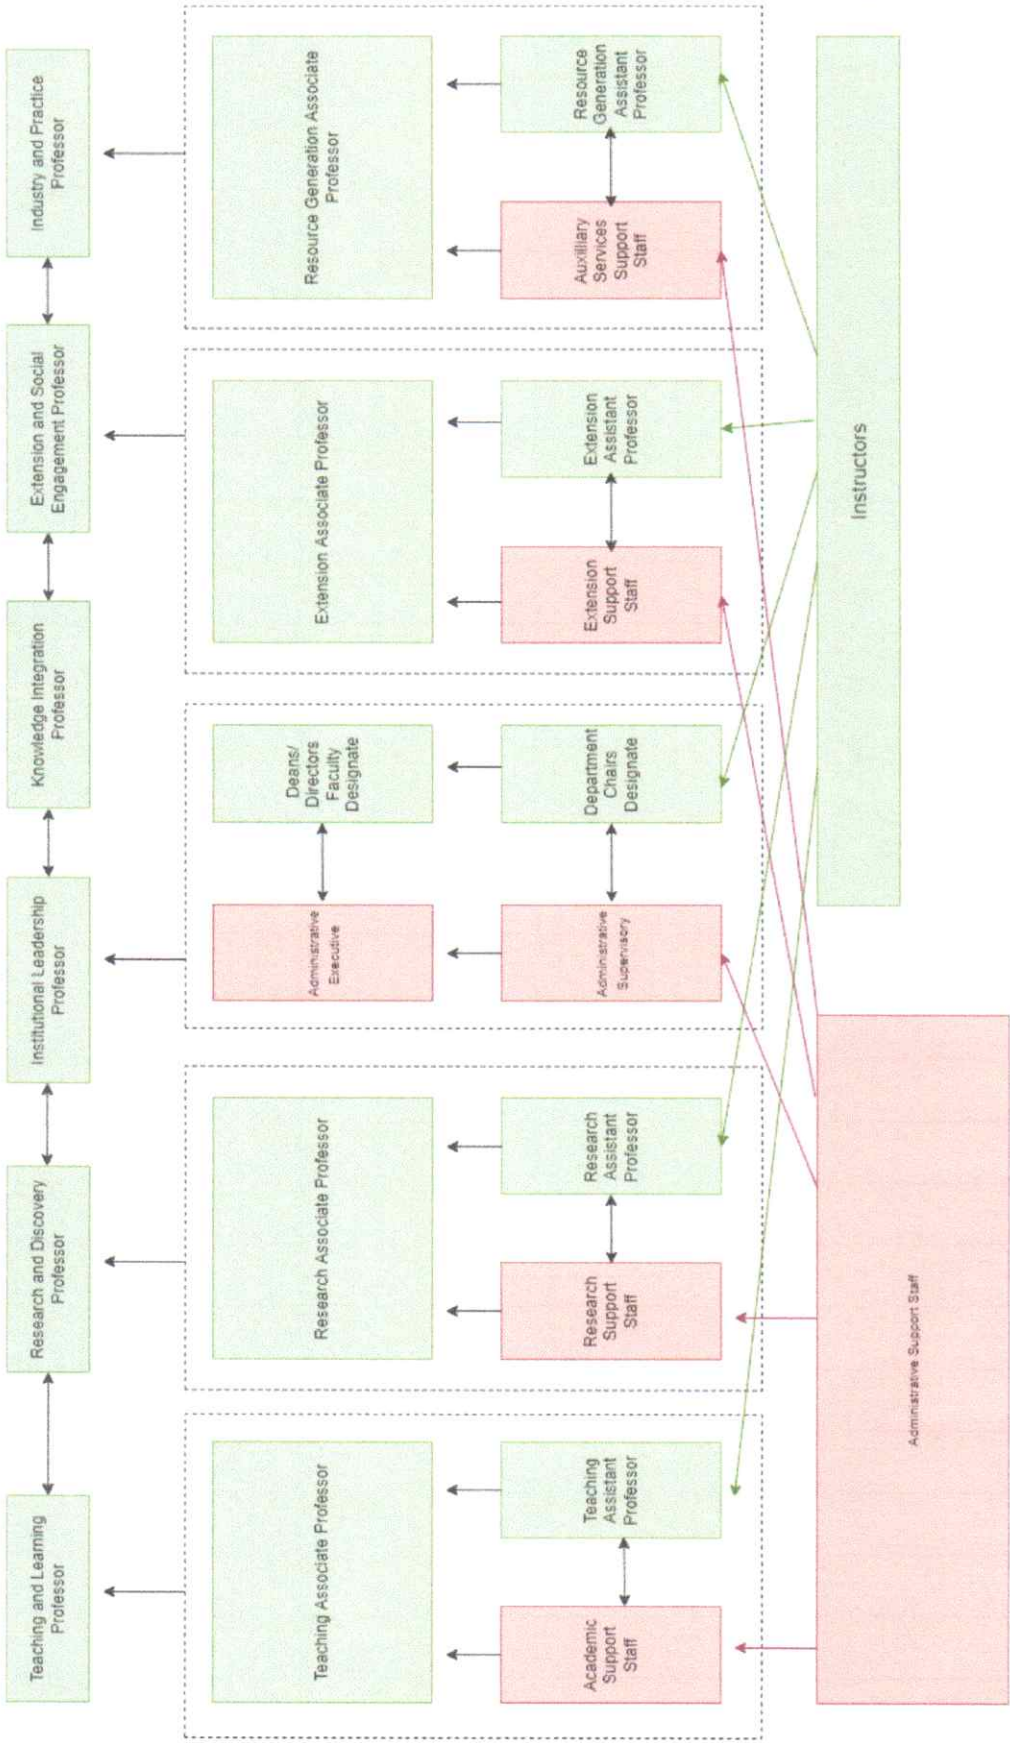 Teaching and Learning
Professor
Research and Discovery
Professor
Institutional Leadership
Professor
Knowledge Integration
Professor
Extension and Social
Engagement Professor
Industry and Practice
Professor
Teaching Associate Professor
Research Associate Professor
Administrative
Executive
Deans/
Directors
Faculty
Designate
Extension Associate Professor
Resource Generation Associate
Professor
Academic
Support
Staff
Teaching
Assistant
Professor
Research
Support
Staff
Research
Assistant
Professor
Administrative
Supervisory
Department
Chairs
Designate
Extension
Support
Staff
Extension
Assistant
Professor
Auxilliary
Services
Support
Staff
Resource
Generation
Assistant
Professor
Administrative Support Staff
Instructors